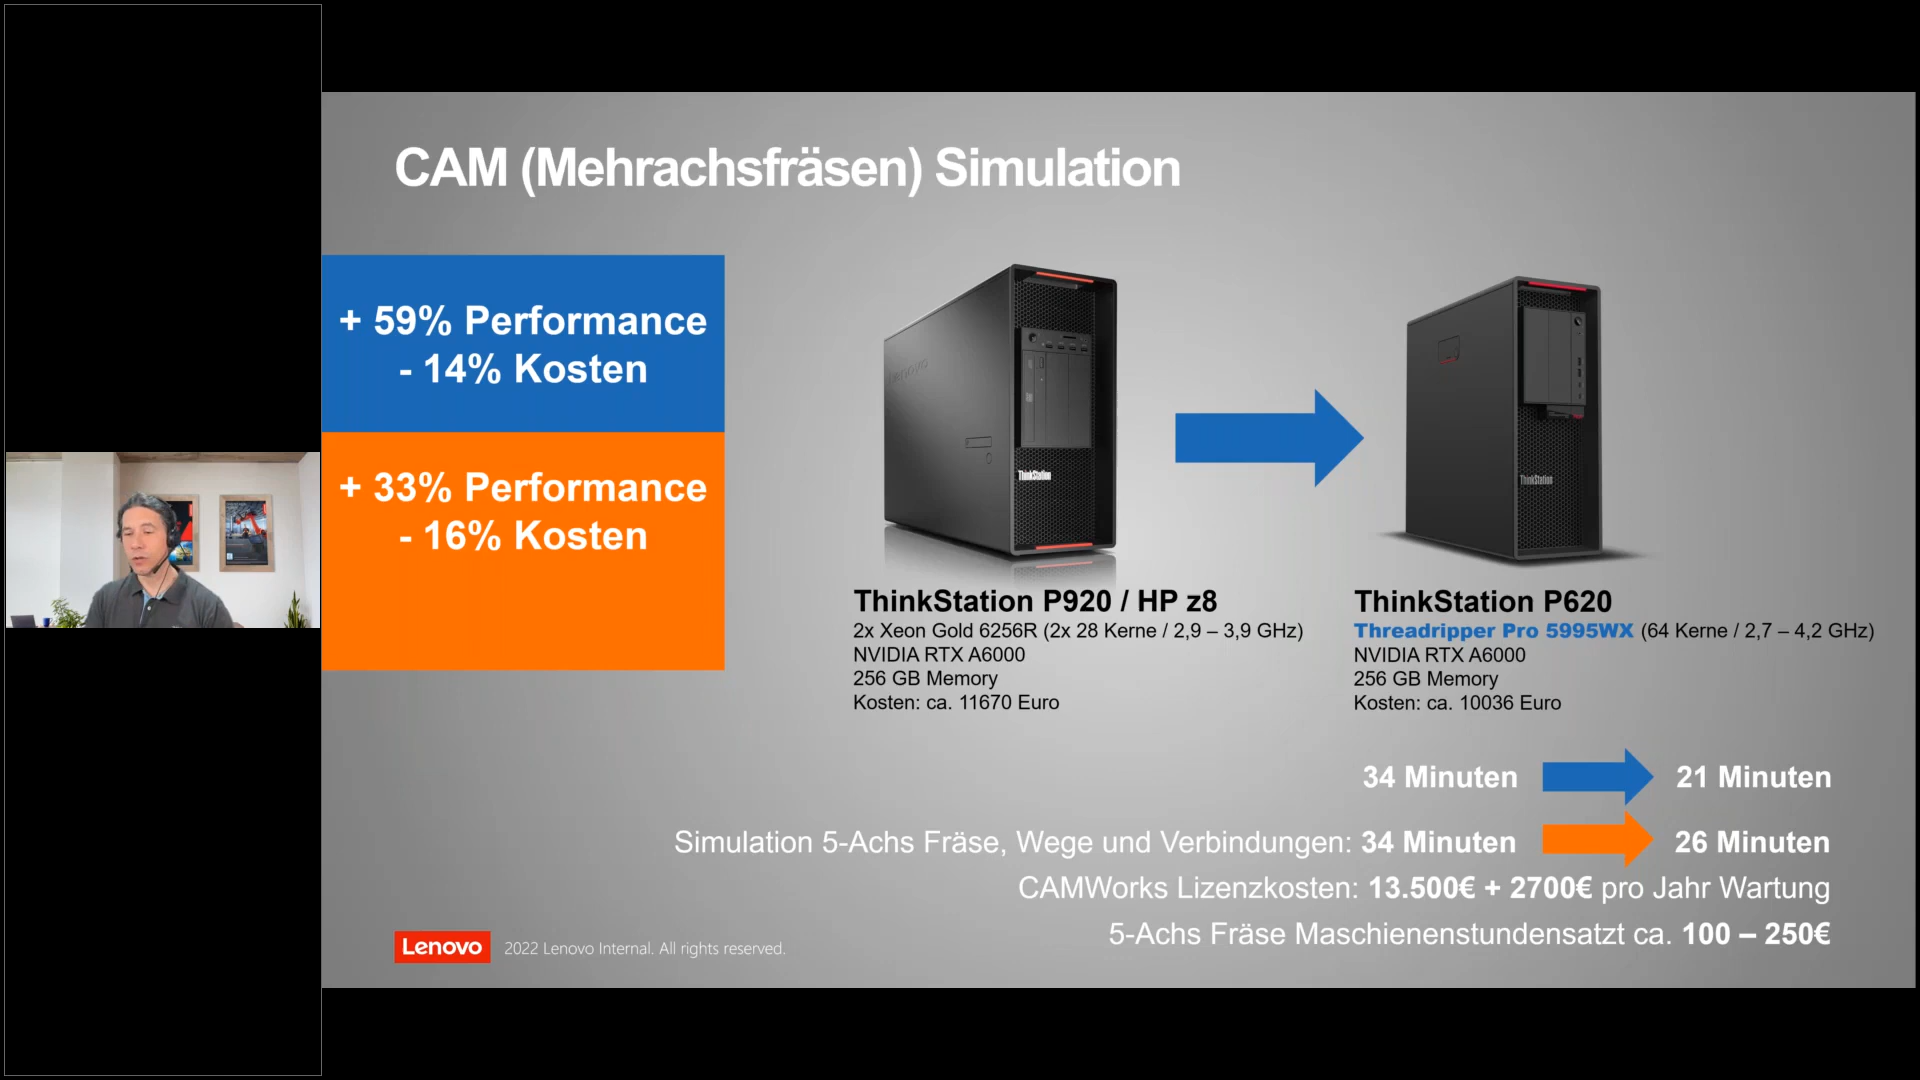 CAM (Mehrachsfräsen) Simulation
+ 59% Performance
- 14% Kosten
+ 33% Performance
- 16% Kosten
ThinkStation
ThinkStation
ThinkStation P920 / HP z8
2x Xeon Gold 6256R (2x 28 Kerne / 2,9 – 3,9 GHz)
NVIDIA RTX A6000
256 GB Memory
Kosten: ca. 11670 Euro
ThinkStation P620
Threadripper Pro 5995WX (64 Kerne / 2,7 – 4,2 GHz)
NVIDIA RTX A6000
256 GB Memory
Kosten: ca. 10036 Euro
34 Minuten 21 Minuten
Simulation 5-Achs Fräse, Wege und Verbindungen: 34 Minuten 26 Minuten
CAMWorks Lizenzkosten: 13.500€ + 2700€ pro Jahr Wartung
5-Achs Fräse Maschienenstundensatzt ca. 100 – 250€
Lenovo 2022 Lenovo Internal. All rights reserved.